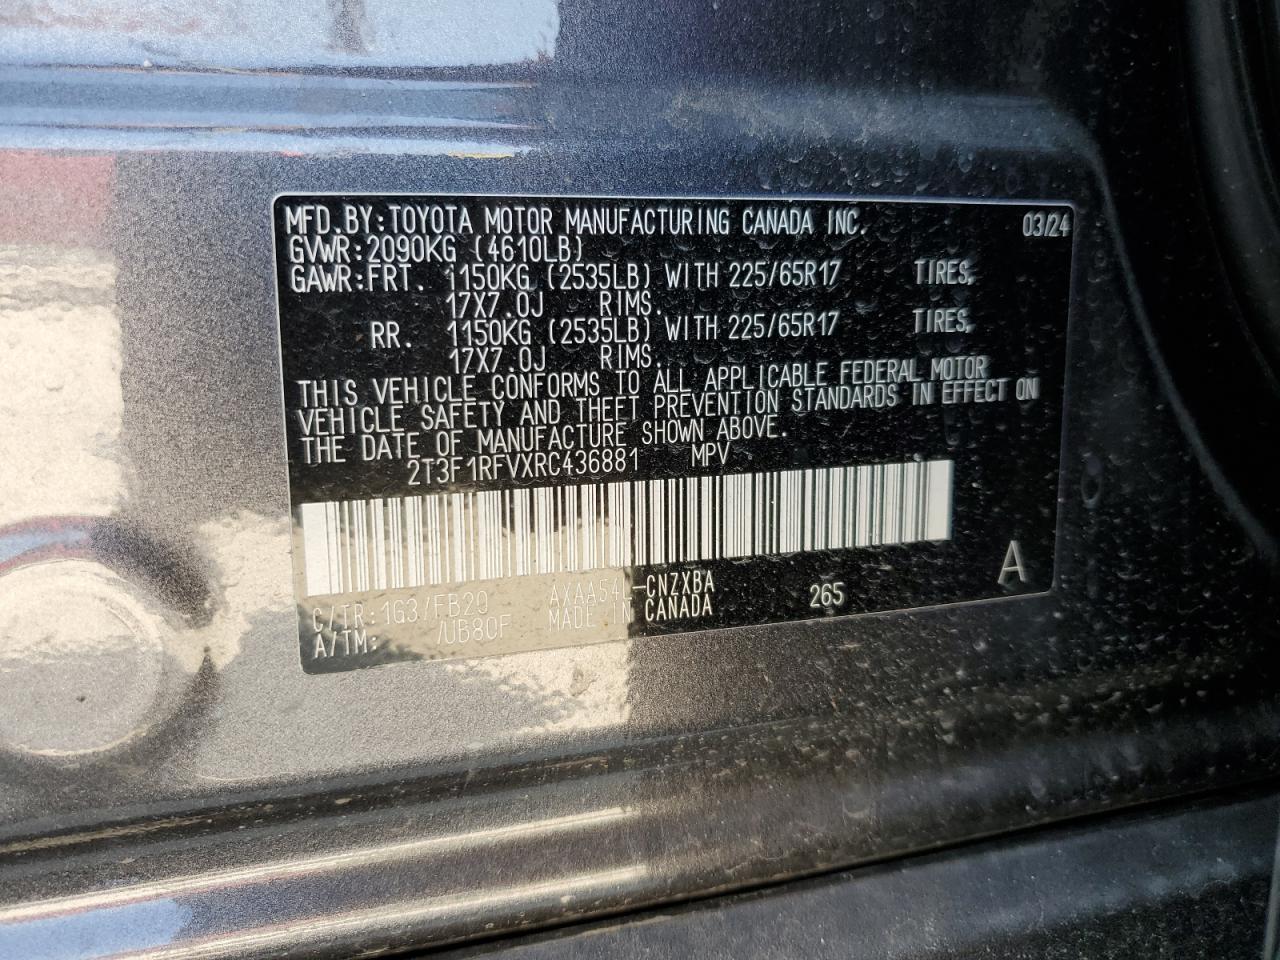 MFD.BY:TOYOTA MOTOR MANUFACTURING CANADA INC. 03/24
GVWR:2090KG (4610LB)
GAWR:FRT. 1150KG (2535LB) WITH 225/65R17 TIRES,
17X7.0J RIMS.
RR. 1150KG (2535LB) WITH 225/65R17 TIRES,
17X7.0J RIMS.
THIS VEHICLE CONFORMS TO ALL APPLICABLE FEDERAL MOTOR
VEHICLE SAFETY AND THEFT PREVENTION STANDARDS IN EFFECT ON
THE DATE OF MANUFACTURE SHOWN ABOVE.
2T3F1RFVXRC436881 MPV
C/TR:1G3/FB20 AXAA54L-CNZXBA 265 A
A/TM: /UB80F MADE IN CANADA